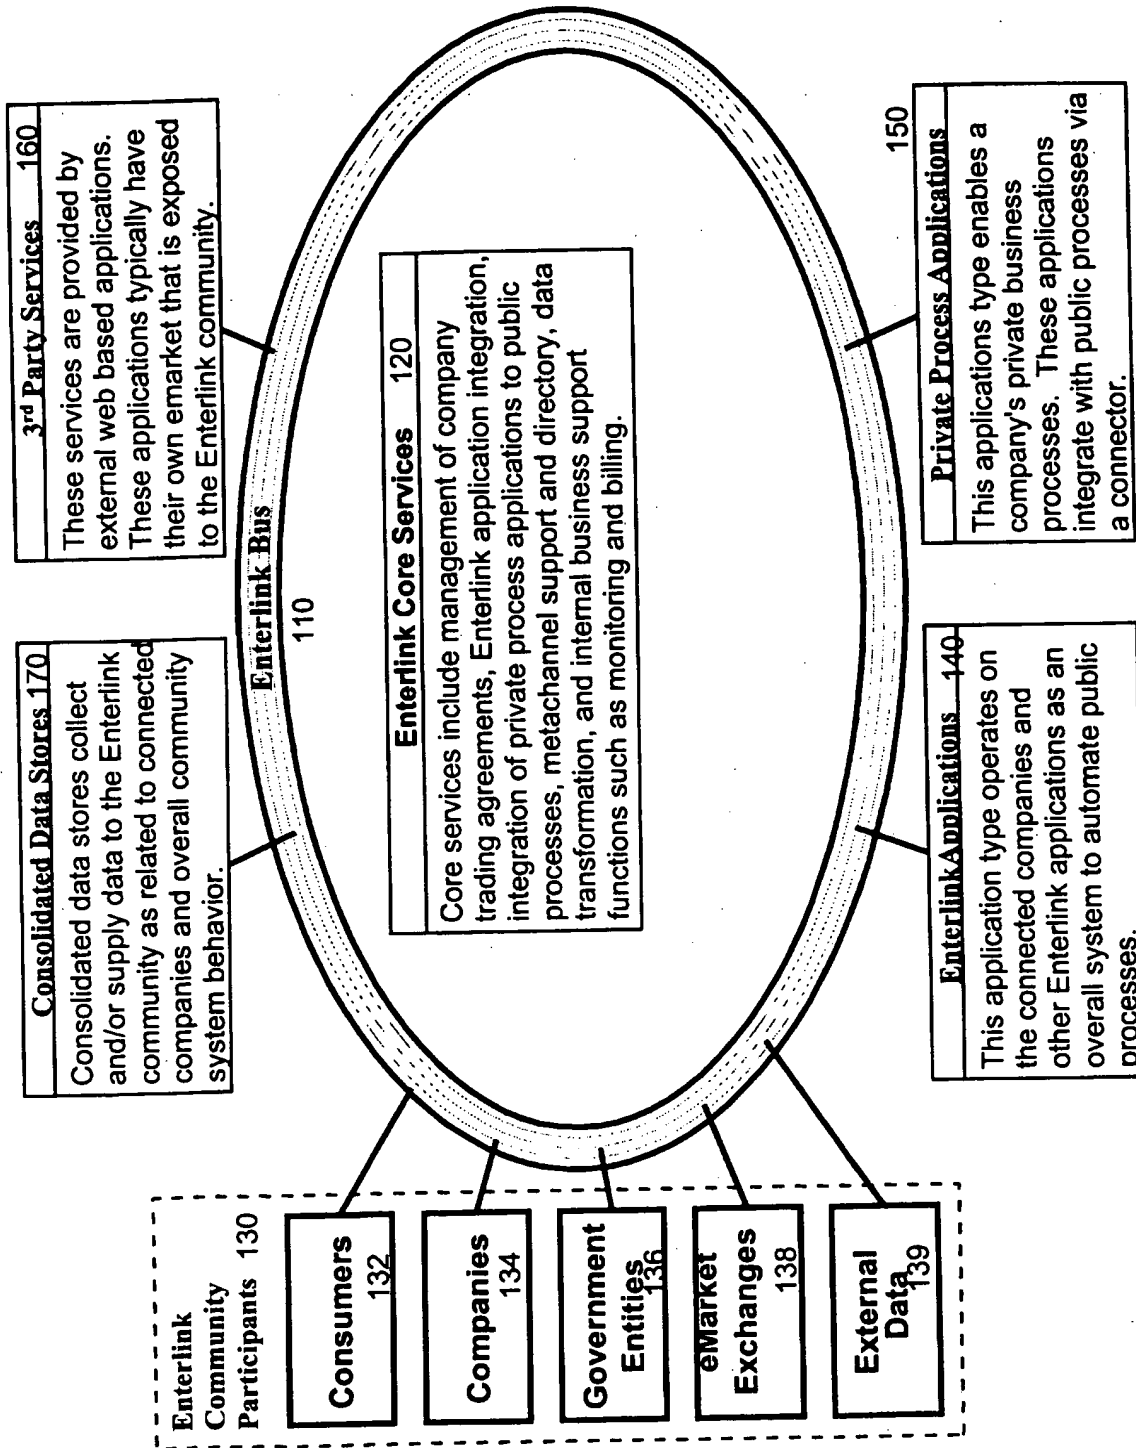 Enterlink
Community
Participants 130
Consumers
132
Companies
134
Government
Entities
136
eMarket
Exchanges
138
External
Data
139
Consolidated Data Stores 170
Consolidated data stores collect
and/or supply data to the Enterlink
community as related to connected
companies and overall community
system behavior.
3rd Party Services 160
These services are provided by
external web based applications.
These applications typically have
their own emarket that is exposed
to the Enterlink community.
Enterlink Bus
110
Enterlink Core Services 120
Core services include management of company
trading agreements, Enterlink application integration,
integration of private process applications to public
processes, metachannel support and directory, data
transformation, and internal business support
functions such as monitoring and billing.
EnterlinkApplications 140
This application type operates on
the connected companies and
other Enterlink applications as an
overall system to automate public
processes.
150
Private Process Applications
This applications type enables a
company's private business
processes. These applications
integrate with public processes via
a connector.